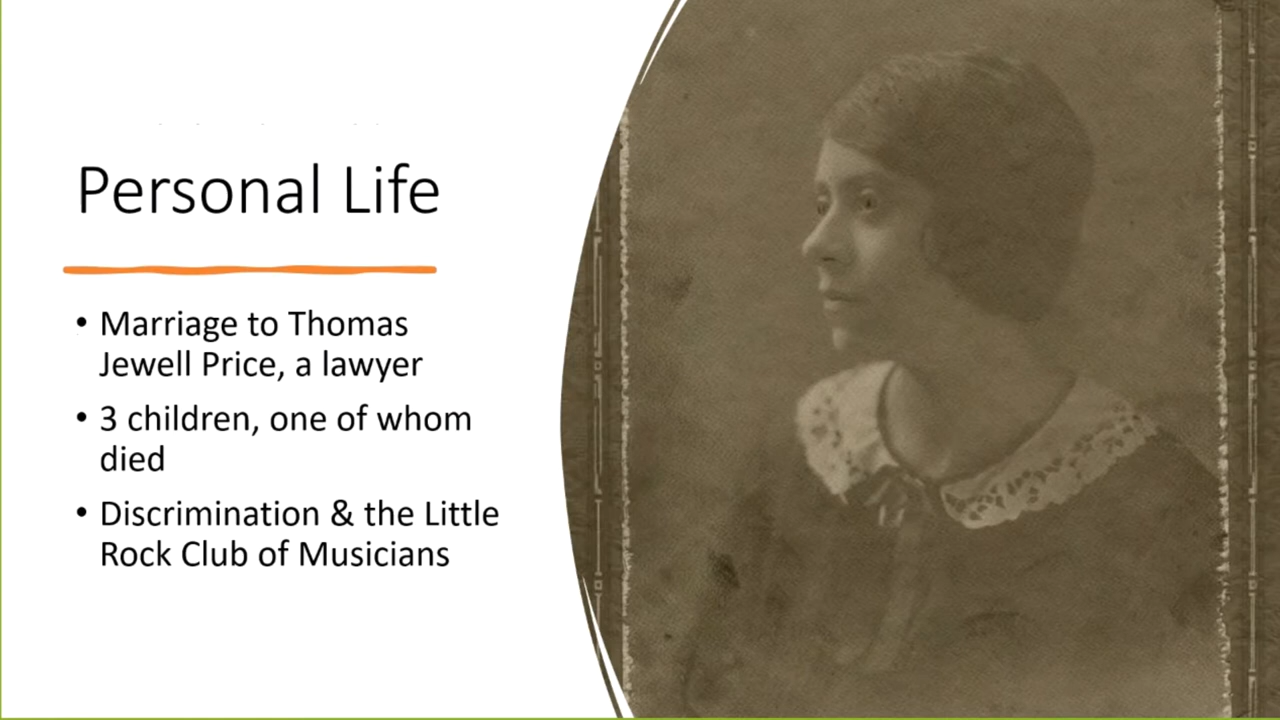 Personal Life
• Marriage to Thomas
Jewell Price, a lawyer
• 3 children, one of whom
died
• Discrimination & the Little
Rock Club of Musicians